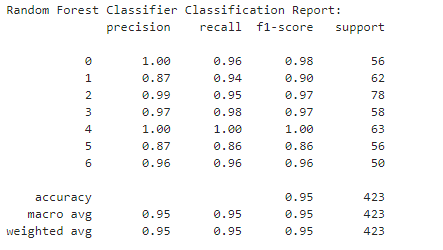 Random Forest Classifier Classification Report:
precision recall f1-score support
0 1.00 0.96 0.98 56
1 0.87 0.94 0.90 62
2 0.99 0.95 0.97 78
3 0.97 0.98 0.97 58
4 1.00 1.00 1.00 63
5 0.87 0.86 0.86 56
6 0.96 0.96 0.96 50
accuracy 0.95 423
macro avg 0.95 0.95 0.95 423
weighted avg 0.95 0.95 0.95 423